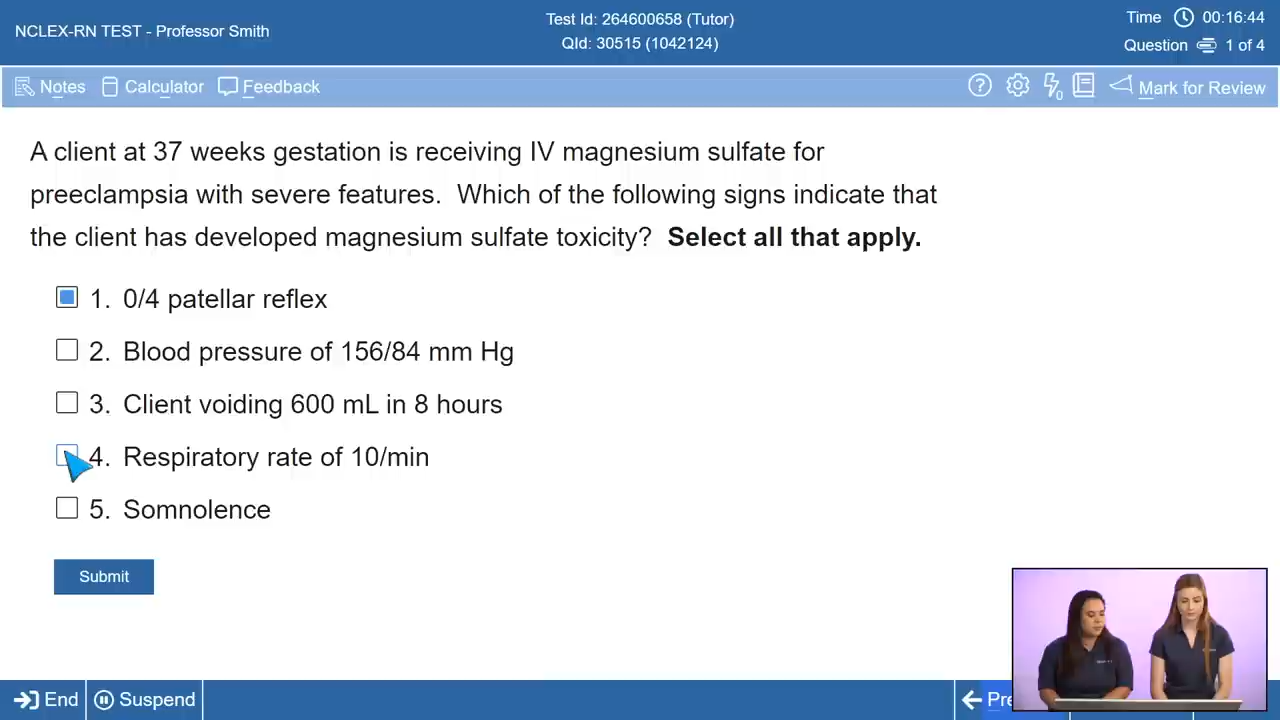 NCLEX-RN TEST - Professor Smith
Test Id: 264600658 (Tutor)
QId: 30515 (1042124)
Time 00:16:44
Question 1 of 4
Notes Calculator Feedback
? 0 Mark for Review
A client at 37 weeks gestation is receiving IV magnesium sulfate for
preeclampsia with severe features. Which of the following signs indicate that
the client has developed magnesium sulfate toxicity? Select all that apply.
1. 0/4 patellar reflex
2. Blood pressure of 156/84 mm Hg
3. Client voiding 600 mL in 8 hours
4. Respiratory rate of 10/min
5. Somnolence
Submit
End Suspend Pre